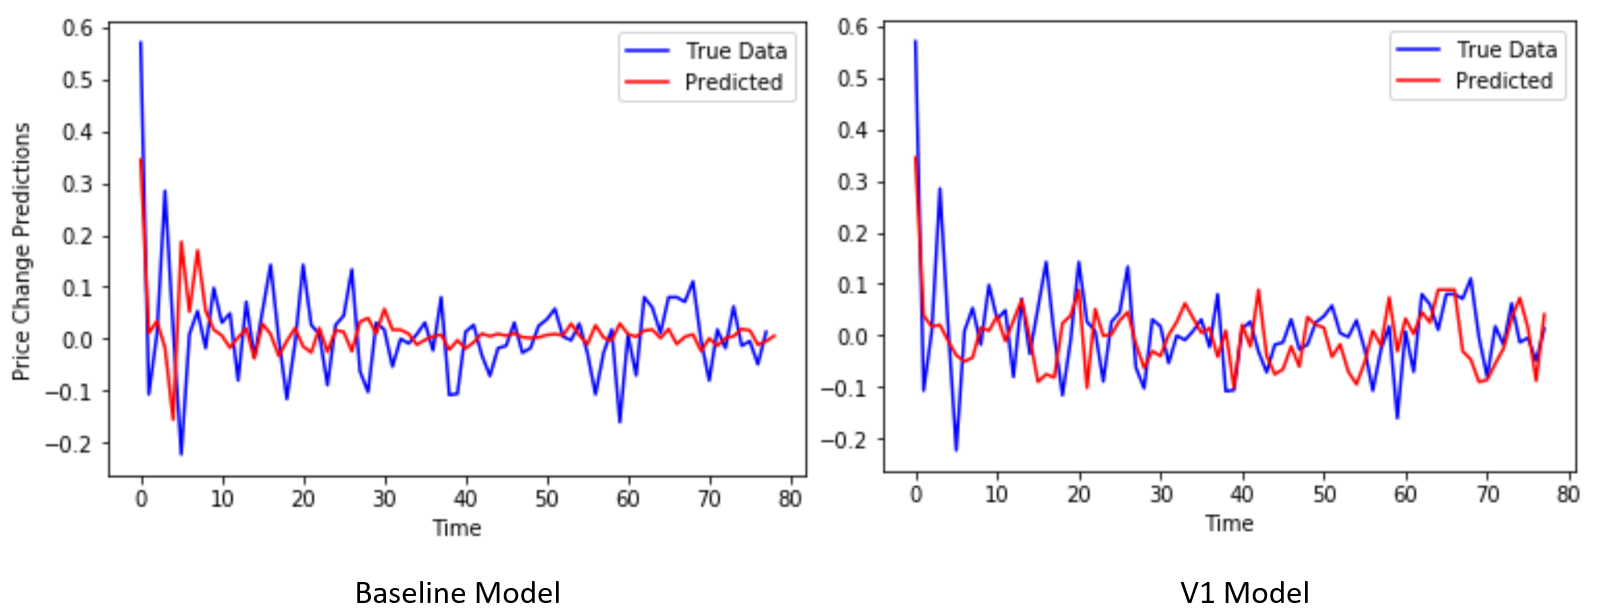 Price Change Predictions
0.6
0.5
0.4
0.3
0.2
0.1
0.0
−0.1
−0.2
True Data
Predicted
0 10 20 30 40 50 60 70 80
Time
Baseline Model
0.6
0.5
0.4
0.3
0.2
0.1
0.0
−0.1
−0.2
True Data
Predicted
0 10 20 30 40 50 60 70 80
Time
V1 Model